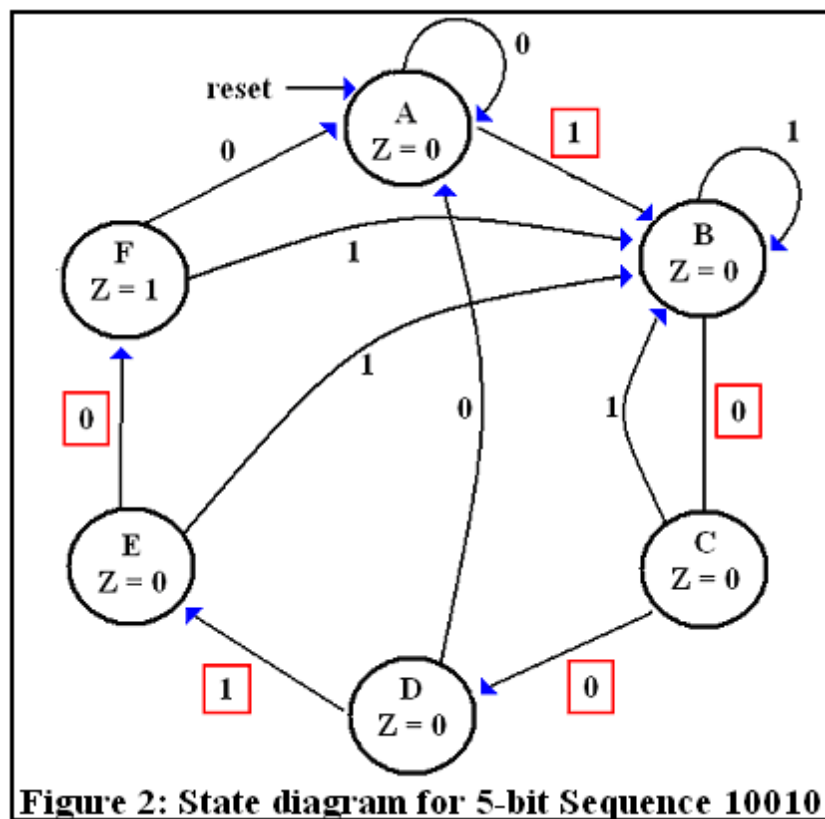 0
reset
A
Z = 0
1
1
0
B
Z = 0
F
Z = 1
1
1
0
0
1
0
E
Z = 0
C
Z = 0
1
D
Z = 0
0
Figure 2: State diagram for 5-bit Sequence 10010